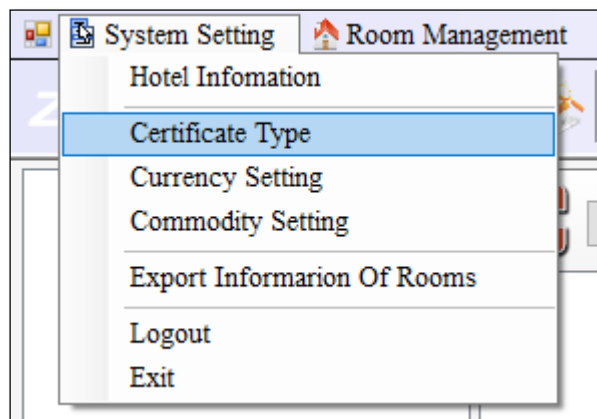 System Setting Room Management
Hotel Infomation
Certificate Type
Currency Setting
Commodity Setting
Export Informarion Of Rooms
Logout
Exit